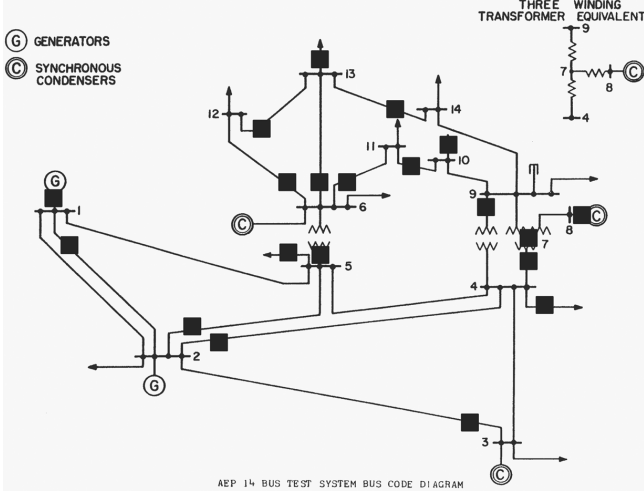 THREE WINDING
TRANSFORMER EQUIVALENT
9
7
C
8
4
G GENERATORS
C SYNCHRONOUS
CONDENSERS
13
14
12
11
10
9
G
1
6
C
8 C
7
5
4
2
G
3
C
AEP 14 BUS TEST SYSTEM BUS CODE DIAGRAM